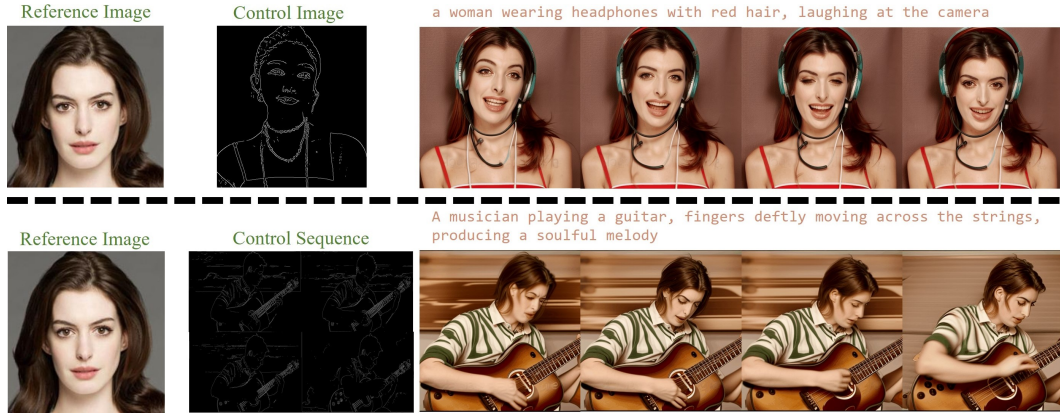 Reference Image
Control Image
a woman wearing headphones with red hair, laughing at the camera
Reference Image
Control Sequence
A musician playing a guitar, fingers deftly moving across the strings,
producing a soulful melody